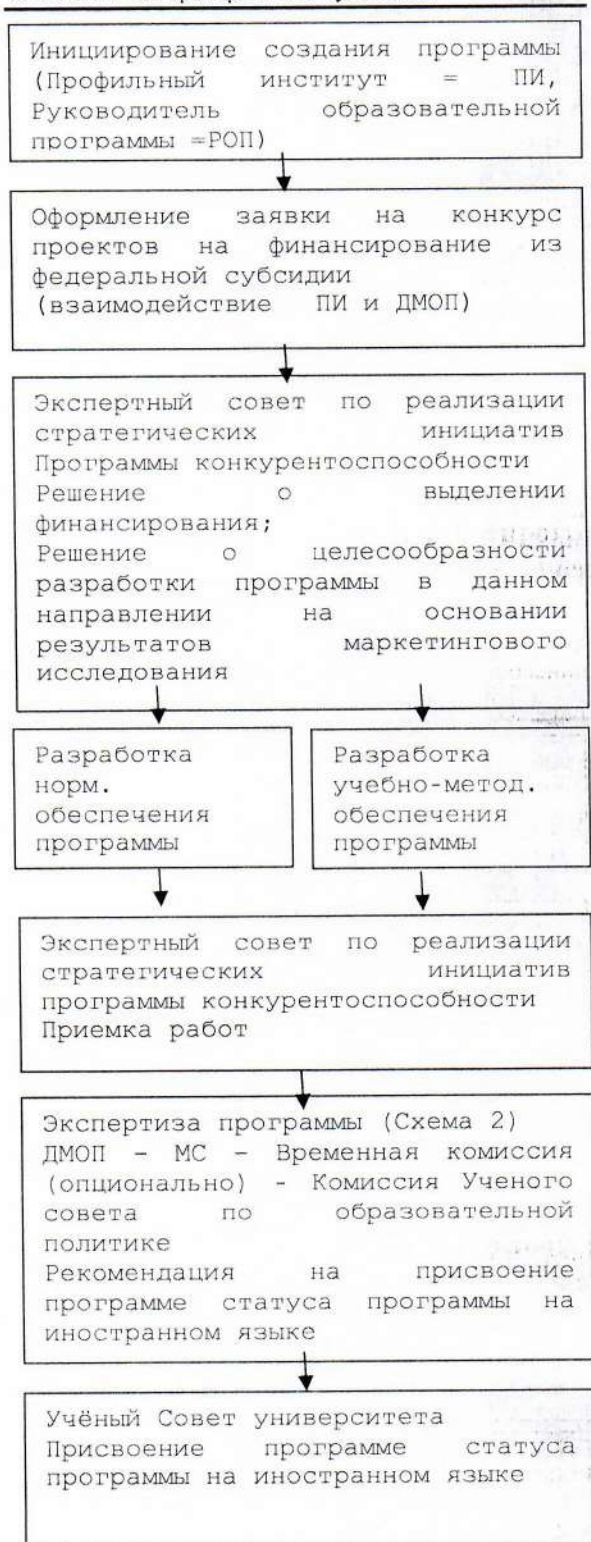 Инициирование создания программы
(Профильный институт = ПИ,
Руководитель образовательной
программы =РОП)
Оформление заявки на конкурс
проектов на финансирование из
федеральной субсидии
(взаимодействие ПИ и ДМОП)
Экспертный совет по реализации
стратегических инициатив
Программы конкурентоспособности
Решение о выделении
финансирования;
Решение о целесообразности
разработки программы в данном
направлении на основании
результатов маркетингового
исследования
Разработка
норм.
обеспечения
программы
Разработка
учебно-метод.
обеспечения
программы
Экспертный совет по реализации
стратегических инициатив
программы конкурентоспособности
Приемка работ
Экспертиза программы (Схема 2)
ДМОП – МС – Временная комиссия
(опционально) - Комиссия Ученого
совета по образовательной
политике
Рекомендация на присвоение
программе статуса программы на
иностранном языке
Учёный Совет университета
Присвоение программе статуса
программы на иностранном языке